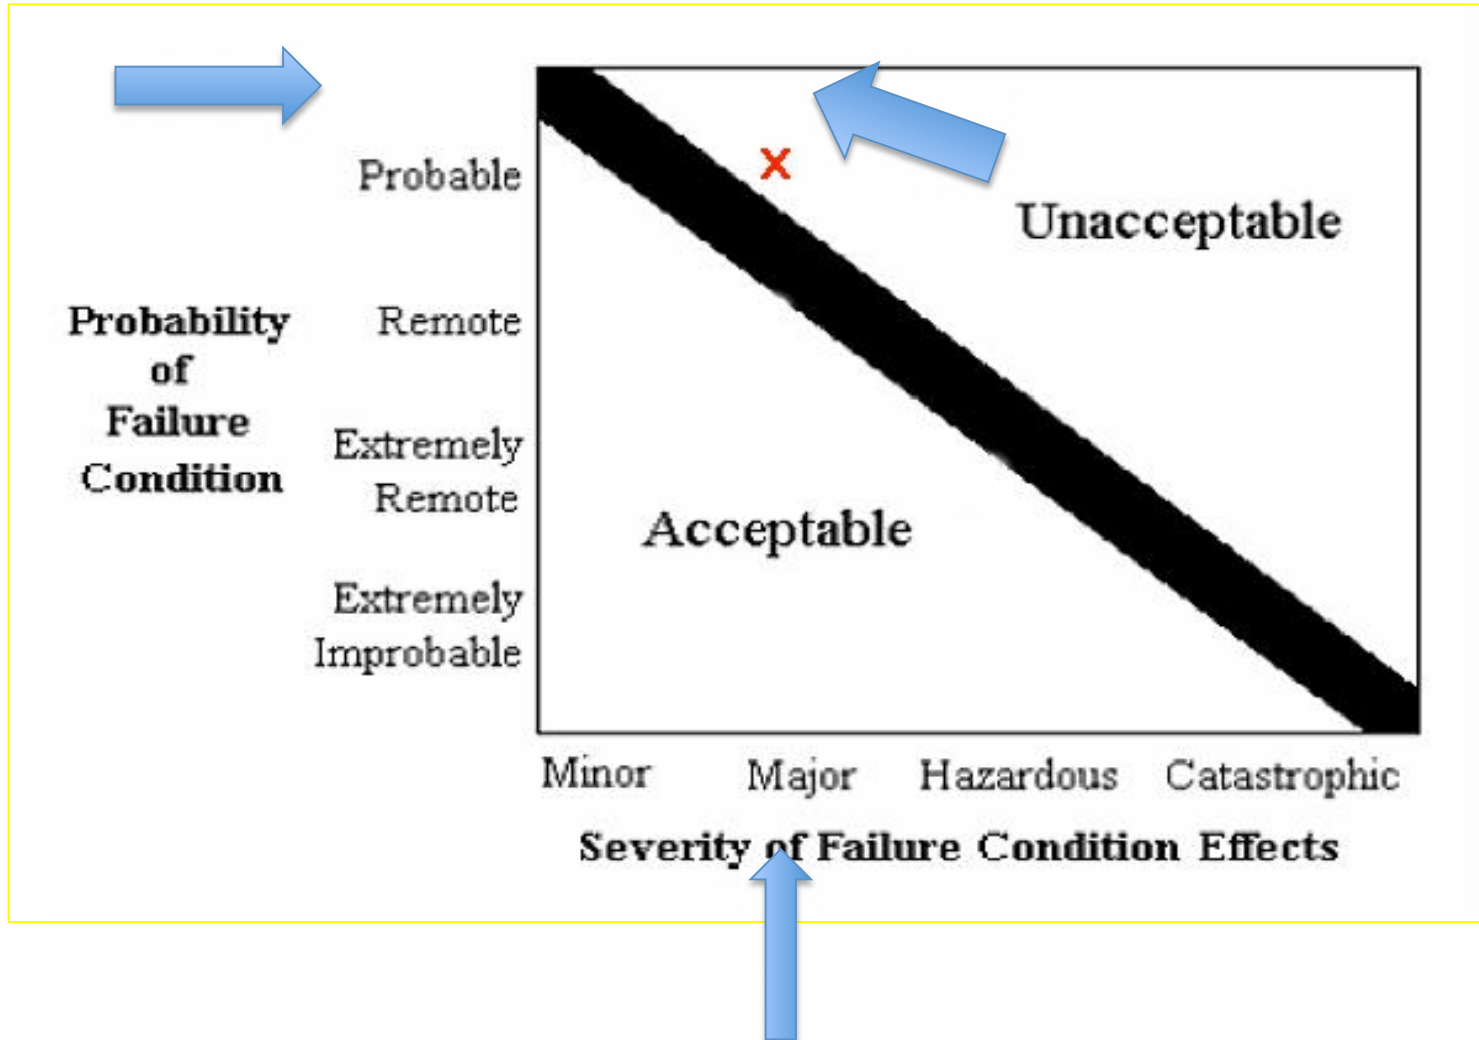 Probable
Unacceptable
Probability
of
Failure
Condition
Remote
Extremely
Remote
Acceptable
Extremely
Improbable
Minor Major Hazardous Catastrophic
Severity of Failure Condition Effects